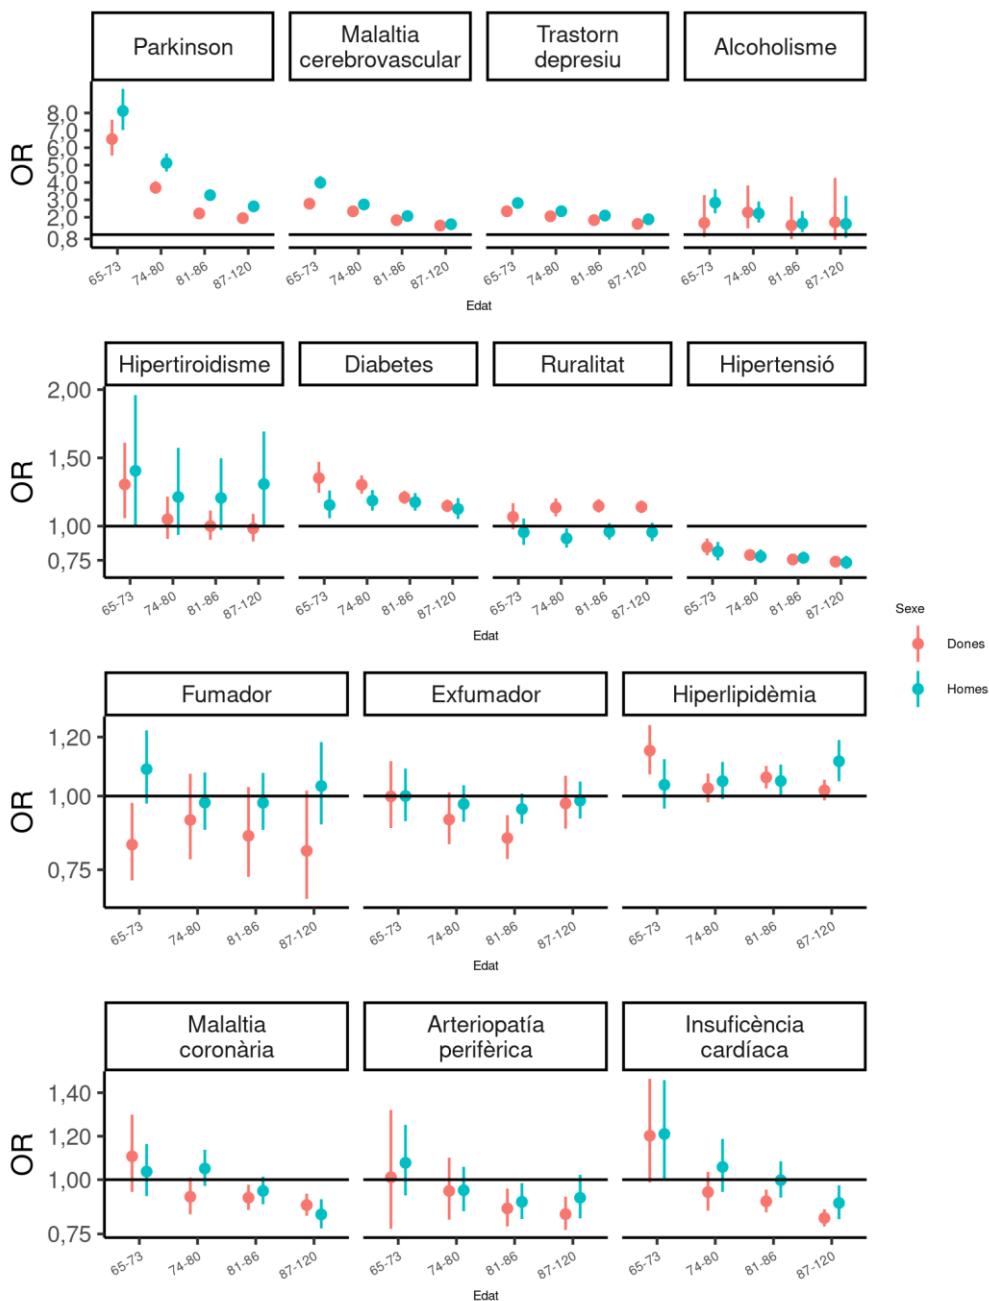 Parkinson
Malaltia
cerebrovascular
Trastorn
depresiu
Alcoholisme
OR
8,0
7,0
6,0
5,0
4,0
3,0
2,0
0,8
65-73
74-80
81-86
87-120
65-73
74-80
81-86
87-120
65-73
74-80
81-86
87-120
65-73
74-80
81-86
87-120
Edat
Hipertiroidisme
Diabetes
Ruralitat
Hipertensió
OR
2,00
1,50
1,00
0,75
65-73
74-80
81-86
87-120
65-73
74-80
81-86
87-120
65-73
74-80
81-86
87-120
65-73
74-80
81-86
87-120
Edat
Sexe
Dones
Homes
Fumador
Exfumador
Hiperlipidèmia
OR
1,20
1,00
0,75
65-73
74-80
81-86
87-120
65-73
74-80
81-86
87-120
65-73
74-80
81-86
87-120
Edat
Malaltia
coronària
Arteriopatía
perifèrica
Insuficència
cardíaca
OR
1,40
1,20
1,00
0,75
65-73
74-80
81-86
87-120
65-73
74-80
81-86
87-120
65-73
74-80
81-86
87-120
Edat